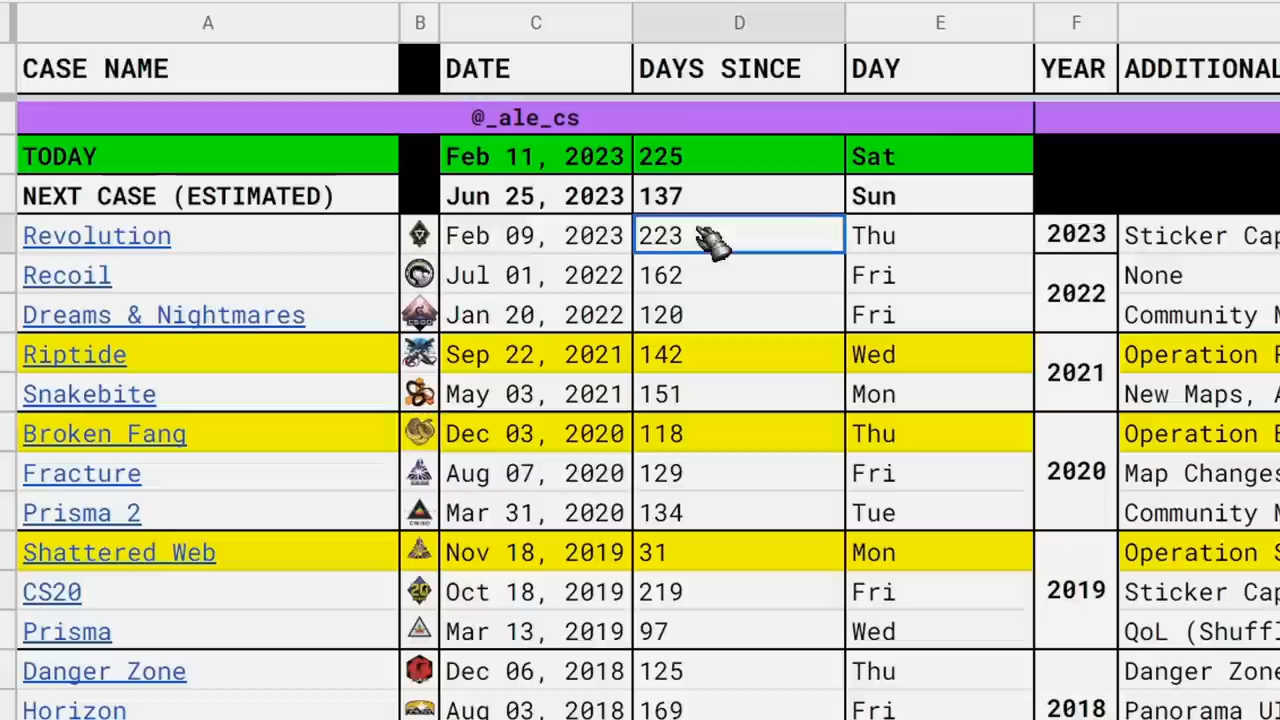 A B C D E F
CASE NAME DATE DAYS SINCE DAY YEAR ADDITIONAL
@_ale_cs
TODAY Feb 11, 2023 225 Sat
NEXT CASE (ESTIMATED) Jun 25, 2023 137 Sun
Revolution Feb 09, 2023 223 Thu 2023 Sticker Cap
Recoil Jul 01, 2022 162 Fri None
2022
Dreams & Nightmares Jan 20, 2022 120 Fri Community M
Riptide Sep 22, 2021 142 Wed Operation R
2021
Snakebite May 03, 2021 151 Mon New Maps, A
Broken Fang Dec 03, 2020 118 Thu Operation B
Fracture Aug 07, 2020 129 Fri 2020 Map Changes
Prisma 2 Mar 31, 2020 134 Tue Community M
Shattered Web Nov 18, 2019 31 Mon Operation S
CS20 Oct 18, 2019 219 Fri 2019 Sticker Cap
Prisma Mar 13, 2019 97 Wed QoL (Shuffl
Danger Zone Dec 06, 2018 125 Thu Danger Zone
Horizon Aug 03, 2018 169 Fri 2018 Panorama UI